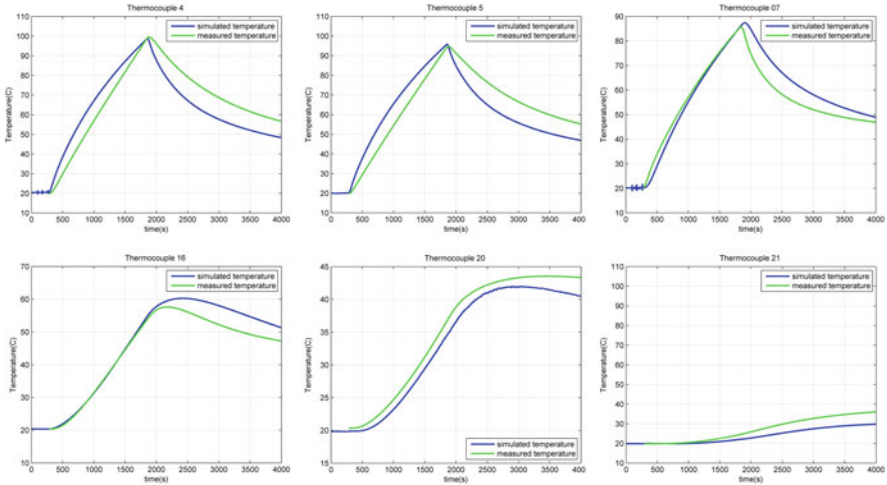 Thermocouple 4
simulated temperature
measured temperature
Temperature(C)
110
100
90
80
70
60
50
40
30
20
10
0 500 1000 1500 2000 2500 3000 3500 4000
time(s)
Thermocouple 5
simulated temperature
measured temperature
Temperature(C)
110
100
90
80
70
60
50
40
30
20
10
0 500 1000 1500 2000 2500 3000 3500 400
time(s)
Thermocouple 07
simulated temperature
measured temperature
Temperature(C)
90
80
70
60
50
40
30
20
10
0 500 1000 1500 2000 2500 3000 3500 4000
time(s)
Thermocouple 16
simulated temperature
measured temperature
Temperature(C)
70
60
50
40
30
20
10
0 500 1000 1500 2000 2500 3000 3500 4000
time(s)
Thermocouple 20
Temperature(C)
45
40
35
30
25
20
15
simulated temperature
measured temperature
0 500 1000 1500 2000 2500 3000 3500 400
time(s)
Thermocouple 21
simulated temperature
measured temperature
Temperature(C)
110
100
90
80
70
60
50
40
30
20
10
0 500 1000 1500 2000 2500 3000 3500 4000
time(s)